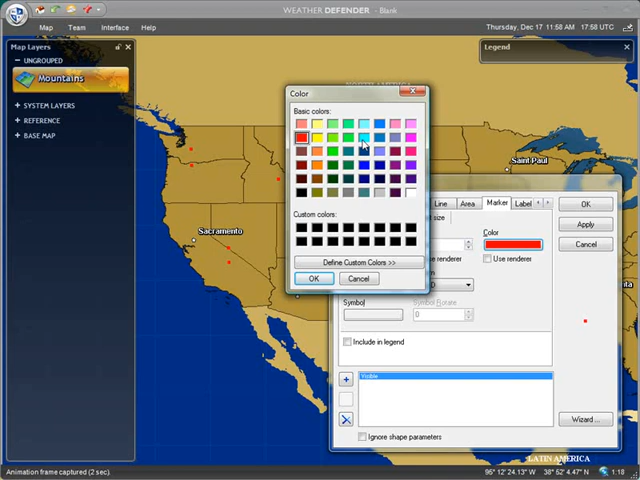 WEATHER DEFENDER - Blank
Map Team Interface Help
Thursday, Dec 17 11:58 AM 17:58 UTC
Map Layers
UNGROUPED
Mountains
SYSTEM LAYERS
REFERENCE
BASE MAP
Legend
Color
Basic colors:
Custom colors:
Define Custom Colors >>
OK Cancel
Saint Paul
Sacramento
Line Area Marker Label
OK
Apply
Cancel
Color
Use renderer
Symbol
Symbol Rotate
0
Include in legend
Visible
Wizard ...
Ignore shape parameters
LATIN AMERICA
Animation frame captured (2 sec).
95° 12' 24.13" W 38° 52' 4.47" N 1:18